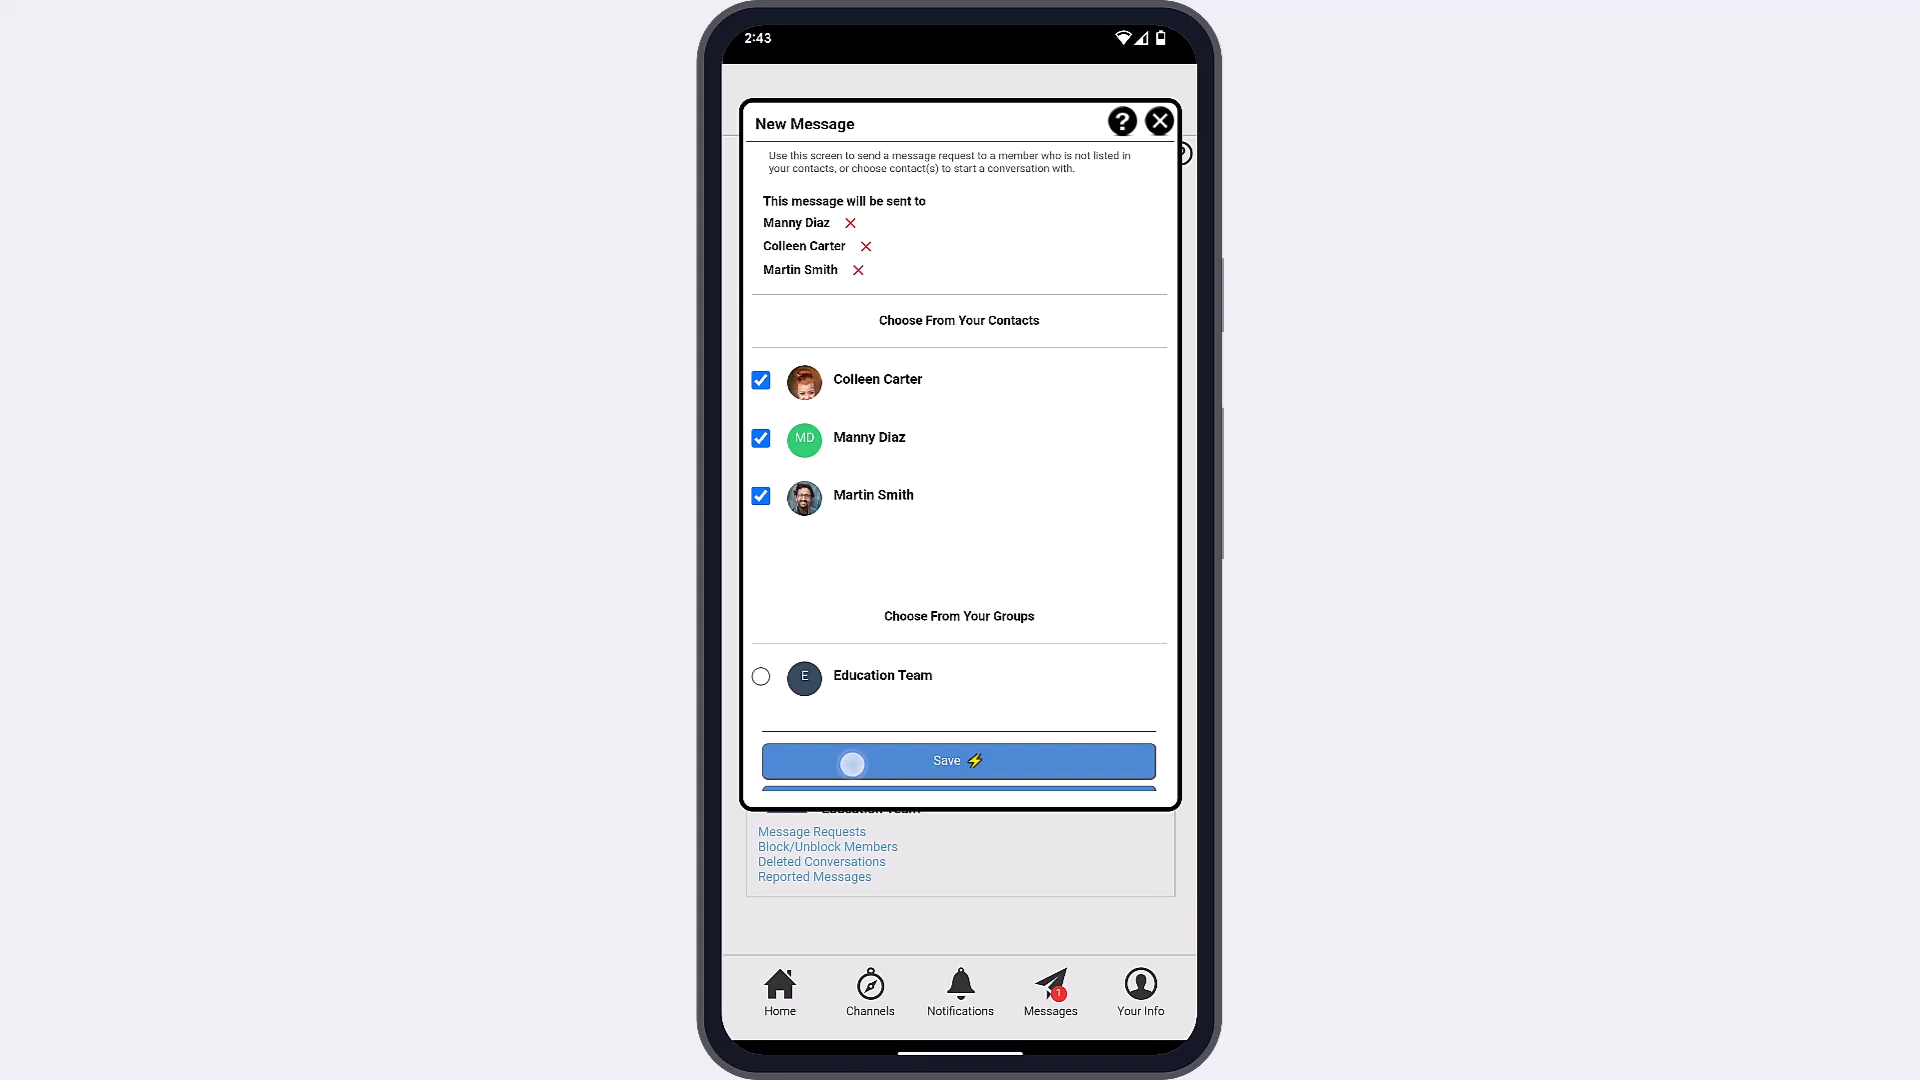 2:43
New Message
Use this screen to send a message request to a member who is not listed in
your contacts, or choose contact(s) to start a conversation with.
This message will be sent to
Manny Diaz
Colleen Carter
Martin Smith
Choose From Your Contacts
Colleen Carter
MD Manny Diaz
Martin Smith
Choose From Your Groups
E Education Team
Save ⚡
Education Team
Message Requests
Block/Unblock Members
Deleted Conversations
Reported Messages
1
Home Channels Notifications Messages Your Info